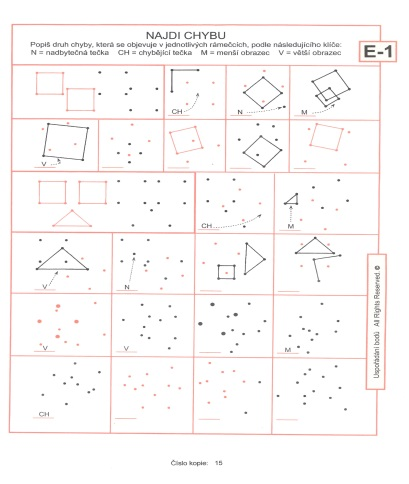 NAJDI CHYBU
Popiš druh chyby, která se objevuje v jednotlivých rámečcích, podle následujícího klíče:
N = nadbytečná tečka CH = chybějící tečka M = menší obrazec V = větší obrazec
E-1
CH
N
M
V
CH
M
V
N
V
V
M
CH
Uspořádání bodů All Rights Reserved. ©
Číslo kopie: 15